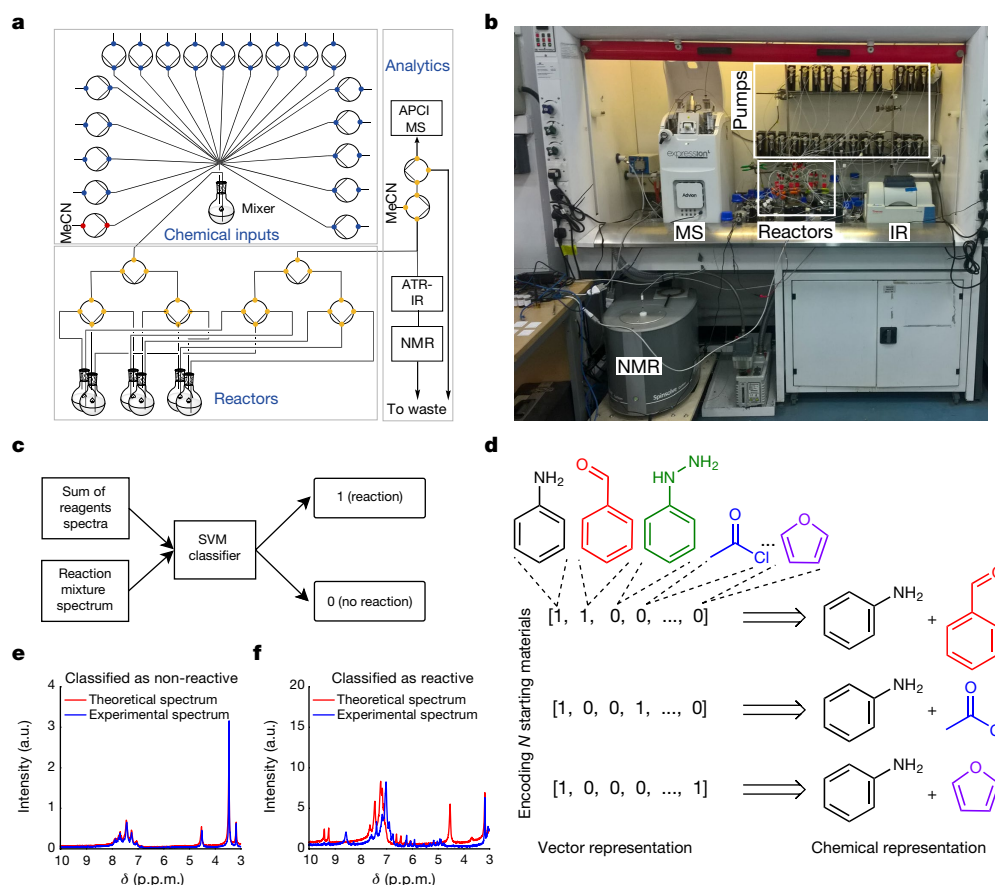 a
Analytics
APCI
MS
MeCN
MeCN
Mixer
Chemical inputs
ATR-
IR
NMR
Reactors
To waste
b
Pumps
expression
Advion
MS
Reactors
IR
NMR
Spinsolve
c
Sum of
reagents
spectra
Reaction
mixture
spectrum
SVM
classifier
1 (reaction)
0 (no reaction)
d
NH₂
O
HN
NH₂
O
Cl
...
O
Encoding N starting materials
[1, 1, 0, 0, ..., 0]
NH₂
+
O
[1, 0, 0, 1, ..., 0]
NH₂
+
O
[1, 0, 0, 0, ..., 1]
NH₂
+
O
Vector representation
Chemical representation
e
Classified as non-reactive
Theoretical spectrum
Experimental spectrum
Intensity (a.u.)
4
3
2
1
0
10 9 8 7 6 5 4 3
δ (p.p.m.)
f
Classified as reactive
Theoretical spectrum
Experimental spectrum
Intensity (a.u.)
20
15
10
5
0
10 9 8 7 6 5 4 3
δ (p.p.m.)